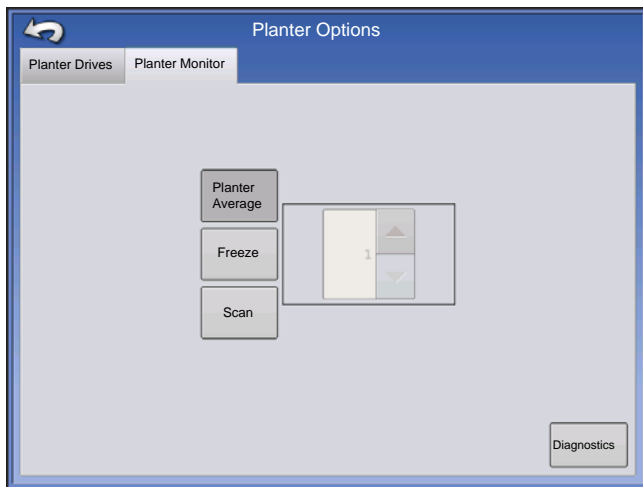 Planter Options
Planter Drives
Planter Monitor
Planter
Average
Freeze
1
Scan
Diagnostics